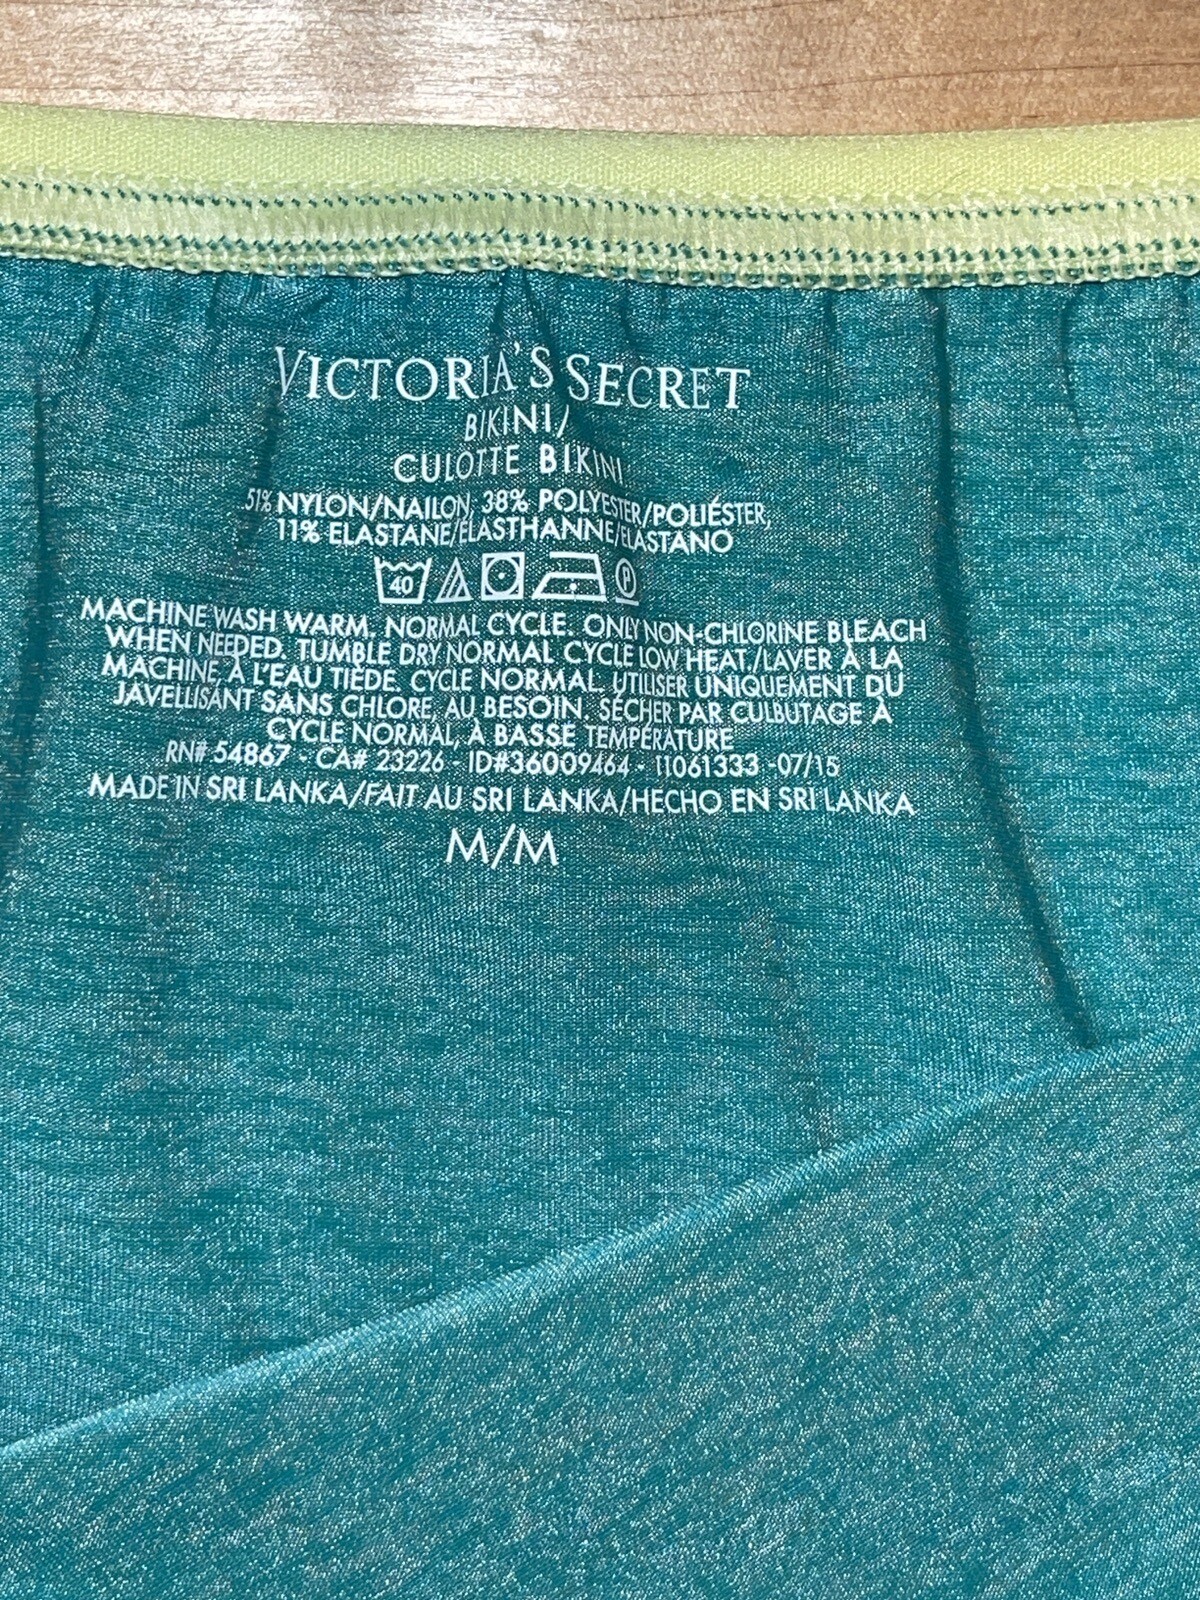 VICTORIA'S SECRET
BIKINI/
CULOTTE BIKINI
51% NYLON/NAILON, 38% POLYESTER/POLIÉSTER,
11% ELASTANE/ÉLASTHANNE/ELASTANO
40 P
MACHINE WASH WARM. NORMAL CYCLE. ONLY NON-CHLORINE BLEACH
WHEN NEEDED. TUMBLE DRY NORMAL CYCLE LOW HEAT./LAVER À LA
MACHINE, À L'EAU TIÈDE. CYCLE NORMAL. UTILISER UNIQUEMENT DU
JAVELLISANT SANS CHLORE, AU BESOIN. SÉCHER PAR CULBUTAGE À
CYCLE NORMAL, À BASSE TEMPÉRATURE
RN# 54867 - CA# 23226 - ID#36009464 - 11061333 -07/15
MADE IN SRI LANKA/FAIT AU SRI LANKA/HECHO EN SRI LANKA
M/M